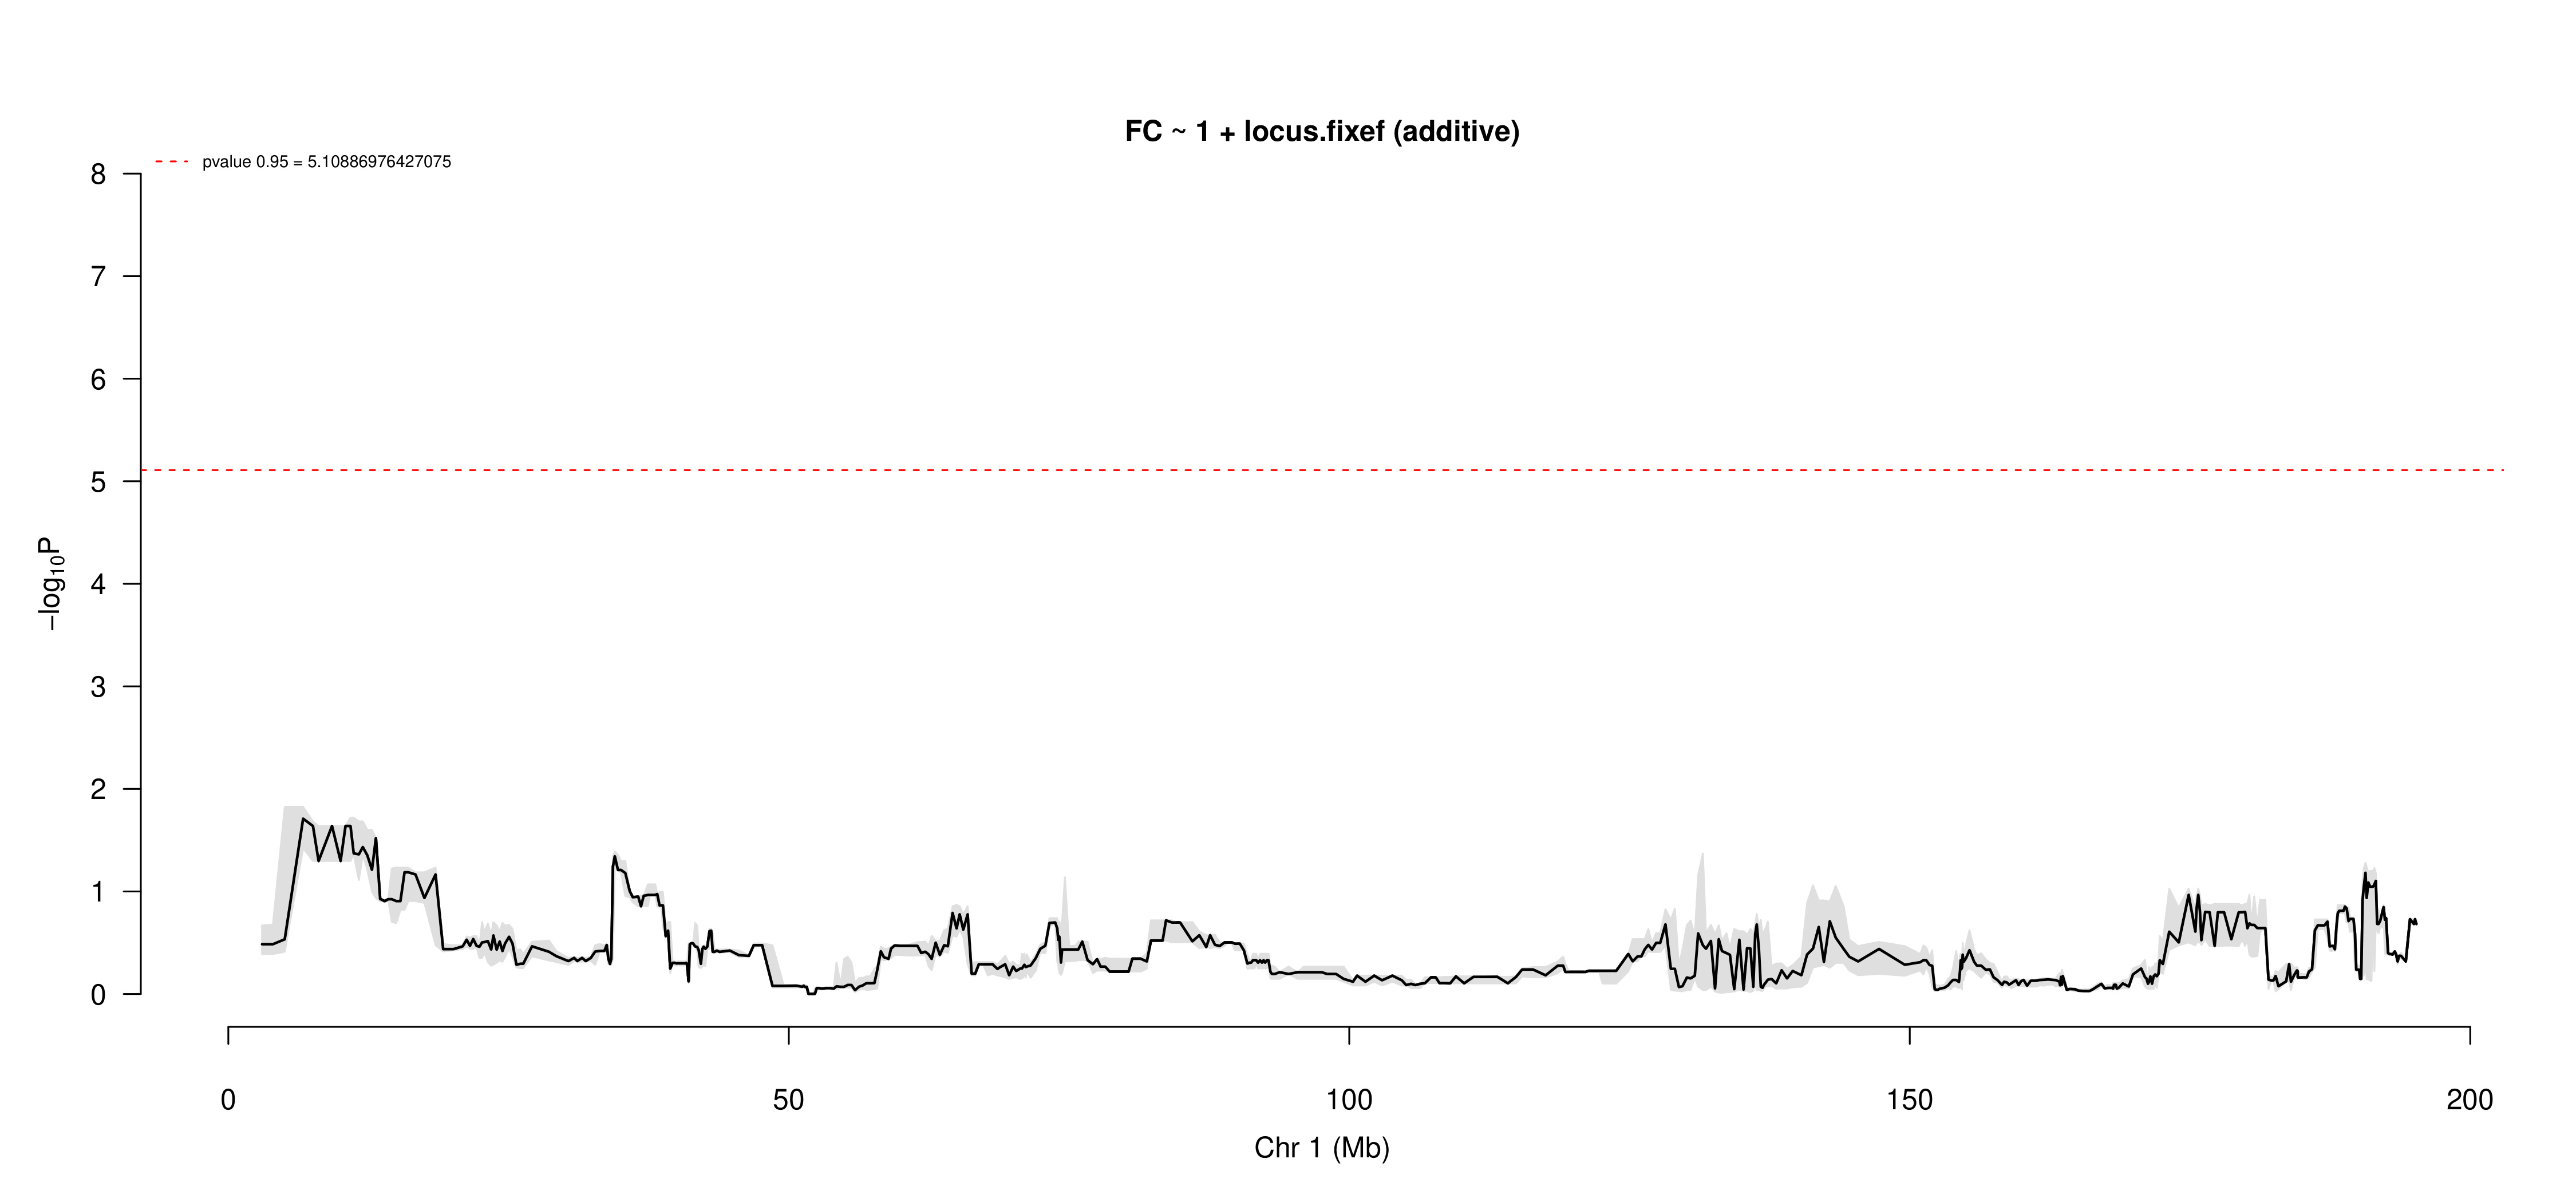 FC ~ 1 + locus.fixef (additive)
pvalue 0.95 = 5.10886976427075
8
7
6
5
4
3
2
1
0
−log10P
0 50 100 150 200
Chr 1 (Mb)